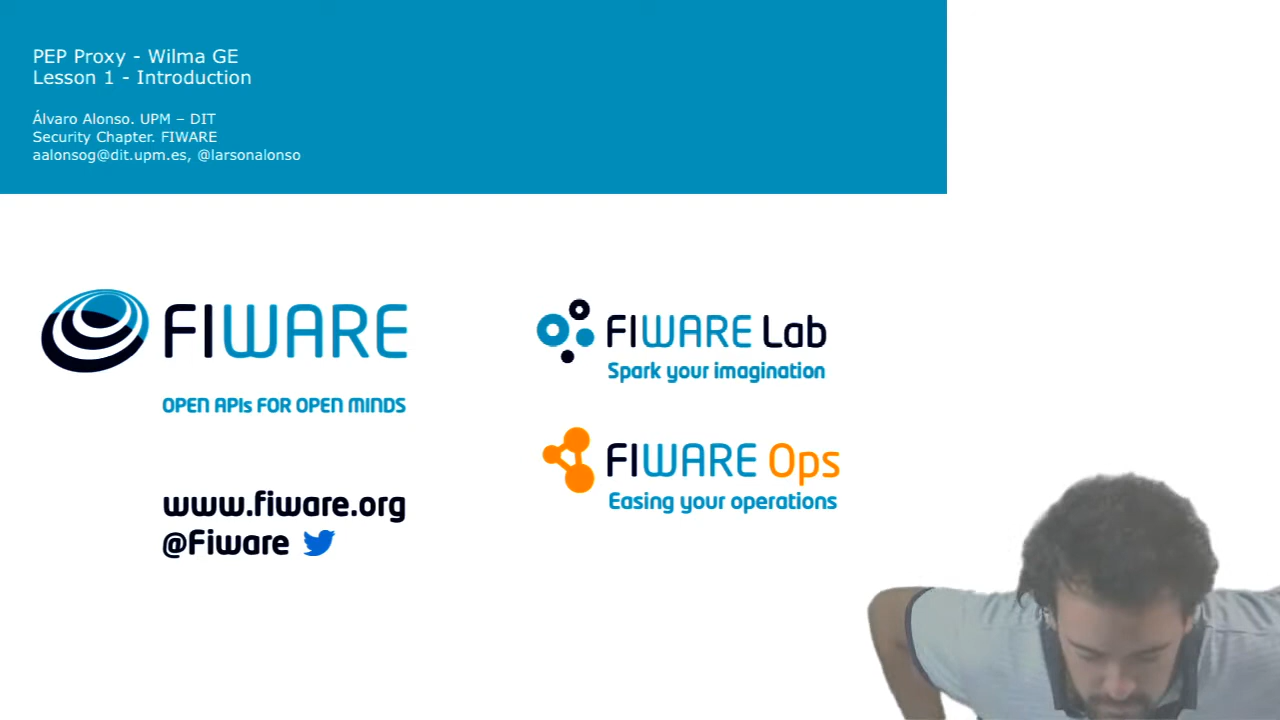 PEP Proxy - Wilma GE
Lesson 1 - Introduction
Álvaro Alonso. UPM – DIT
Security Chapter. FIWARE
aalonsog@dit.upm.es, @larsonalonso
FIWARE
OPEN APIs FOR OPEN MINDS
www.fiware.org
@Fiware
FIWARE Lab
Spark your imagination
FIWARE Ops
Easing your operations